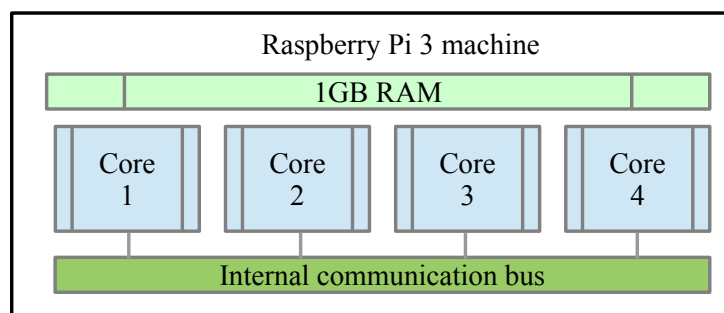 Raspberry Pi 3 machine
1GB RAM
Core
1
Core
2
Core
3
Core
4
Internal communication bus